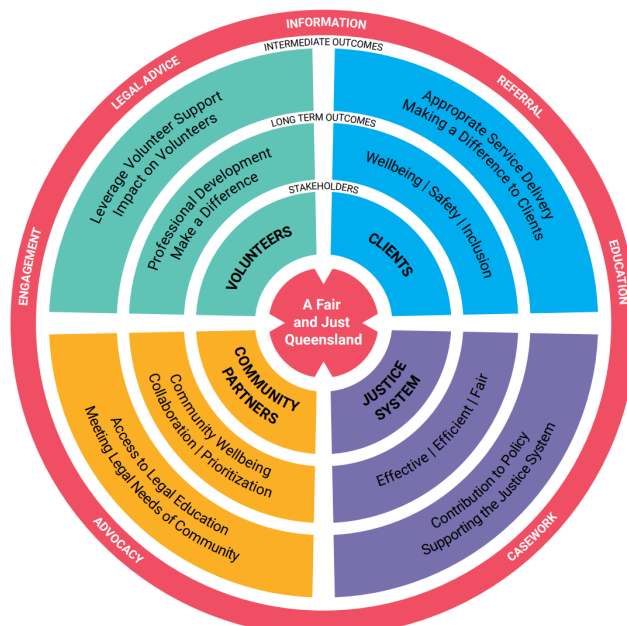 INFORMATION
INTERMEDIATE OUTCOMES
LEGAL ADVICE
REFERRAL
Leverage Volunteer Support
Impact on Volunteers
Approprate Service Delivery
Making a Difference to Clients
LONG TERM OUTCOMES
Professional Development
Make a Difference
Wellbeing | Safety | Inclusion
STAKEHOLDERS
VOLUNTEERS
CLIENTS
ENGAGEMENT
EDUCATION
A Fair
and Just
Queensland
COMMUNITY
PARTNERS
JUSTICE
SYSTEM
Community Wellbeing
Collaboration | Prioritization
Effective | Efficient | Fair
Access to Legal Education
Meeting Legal Needs of Community
Contribution to Policy
Supporting the Justice System
ADVOCACY
CASEWORK